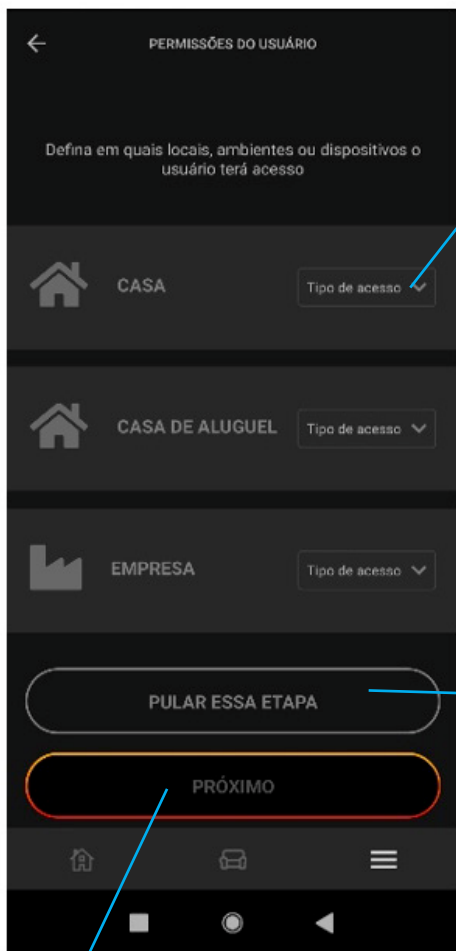 PERMISSÕES DO USUÁRIO
Defina em quais locais, ambientes ou dispositivos o
usuário terá acesso
CASA
Tipo de acesso
CASA DE ALUGUEL
Tipo de acesso
EMPRESA
Tipo de acesso
PULAR ESSA ETAPA
PRÓXIMO